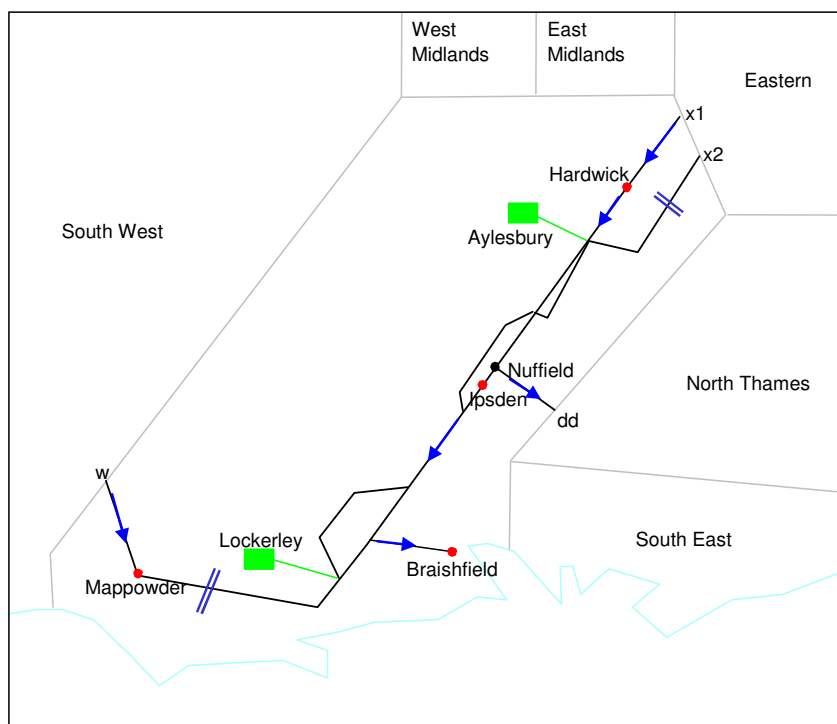 West
Midlands
East
Midlands
Eastern
x1
x2
Hardwick
South West
Aylesbury
Nuffield
Ipsden
North Thames
dd
w
Lockerley
South East
Braishfield
Mappowder